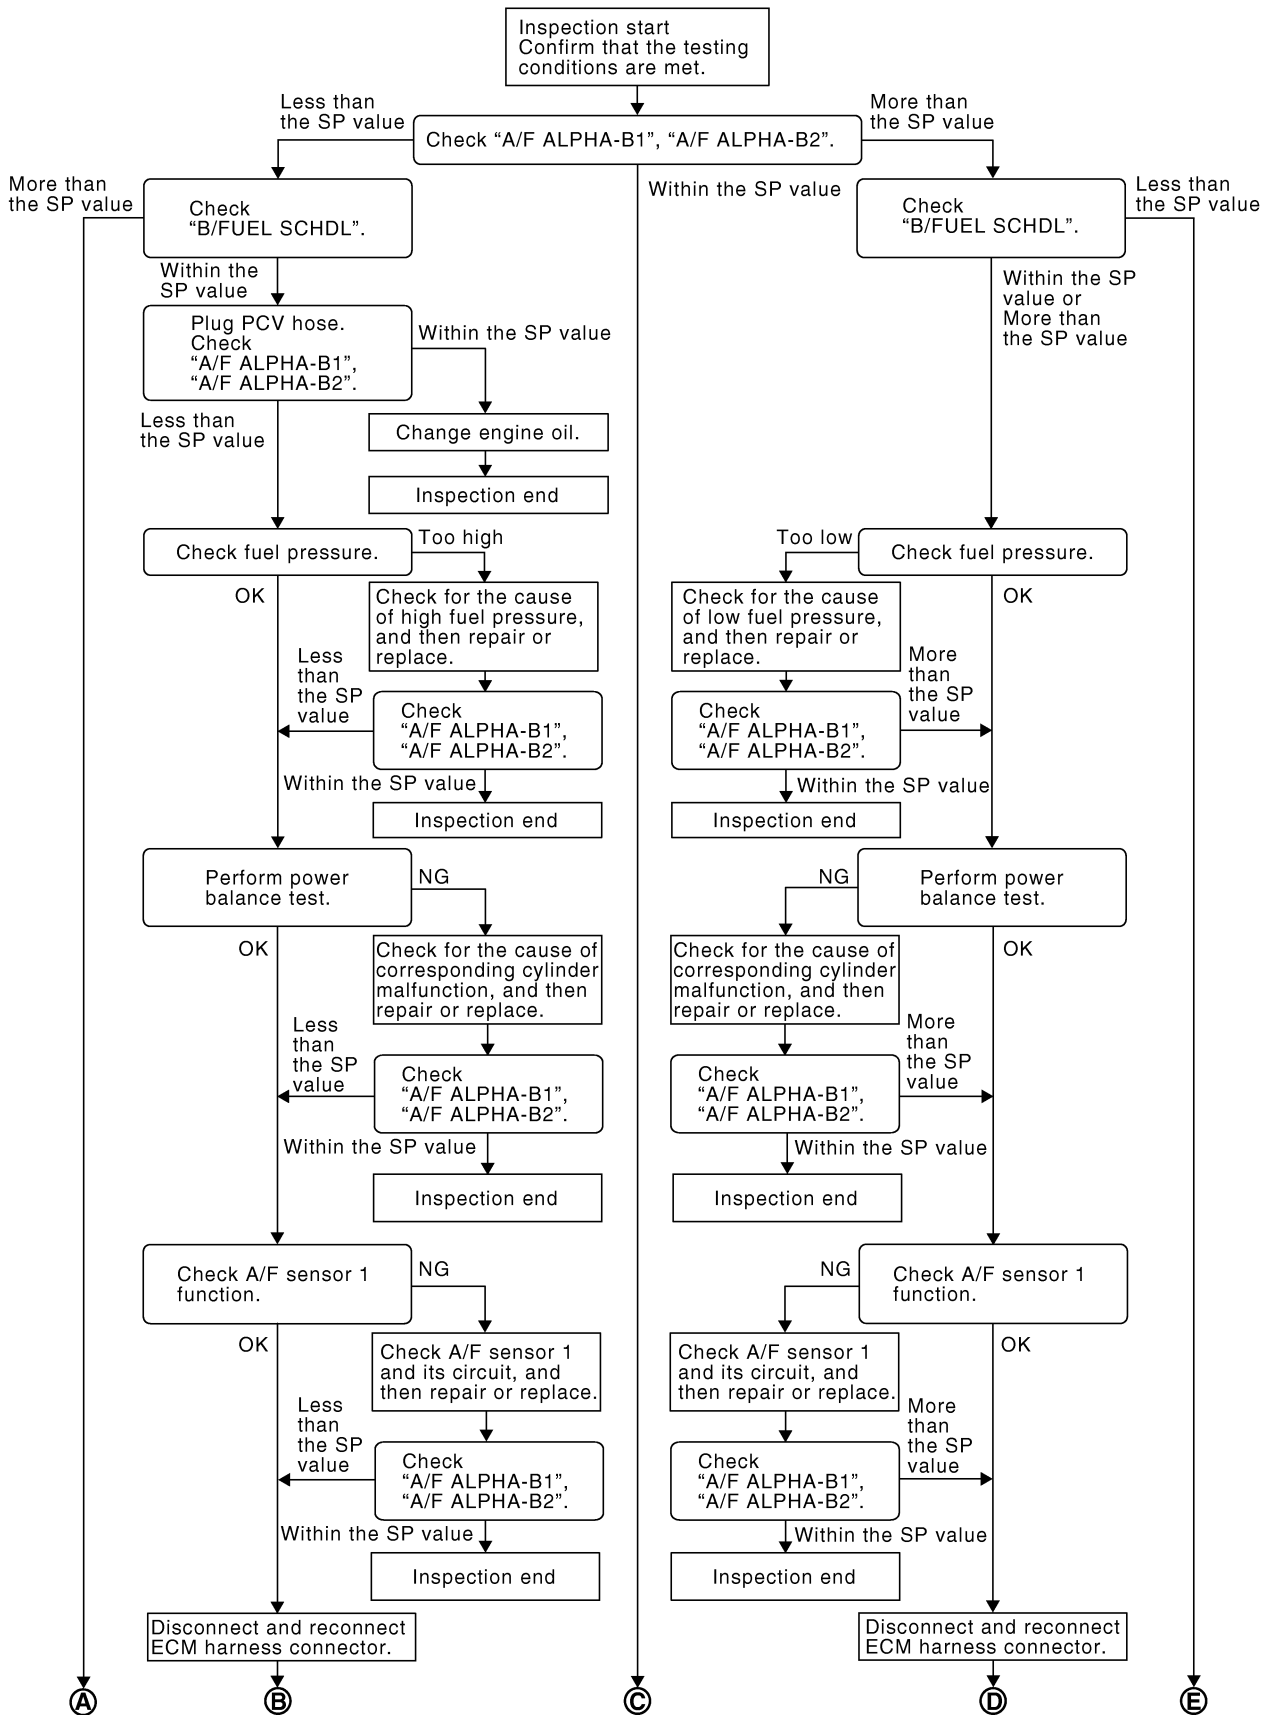 Inspection start
Confirm that the testing
conditions are met.
Less than
the SP value
More than
the SP value
Check “A/F ALPHA-B1”, “A/F ALPHA-B2”.
More than
the SP value
Check
“B/FUEL SCHDL”.
Within the SP value
Check
“B/FUEL SCHDL”.
Less than
the SP value
Within the
SP value
Within the SP
value or
More than
the SP value
Plug PCV hose.
Check
“A/F ALPHA-B1”,
“A/F ALPHA-B2”.
Within the SP value
Less than
the SP value
Change engine oil.
Inspection end
Check fuel pressure.
Too high
Too low
Check fuel pressure.
OK
Check for the cause
of high fuel pressure,
and then repair or
replace.
Check for the cause
of low fuel pressure,
and then repair or
replace.
OK
Less
than
the SP
value
Check
“A/F ALPHA-B1”,
“A/F ALPHA-B2”.
Check
“A/F ALPHA-B1”,
“A/F ALPHA-B2”.
More
than
the SP
value
Within the SP value
Within the SP value
Inspection end
Inspection end
Perform power
balance test.
NG
NG
Perform power
balance test.
OK
Check for the cause of
corresponding cylinder
malfunction, and then
repair or replace.
Check for the cause of
corresponding cylinder
malfunction, and then
repair or replace.
OK
Less
than
the SP
value
Check
“A/F ALPHA-B1”,
“A/F ALPHA-B2”.
Check
“A/F ALPHA-B1”,
“A/F ALPHA-B2”.
More
than
the SP
value
Within the SP value
Within the SP value
Inspection end
Inspection end
Check A/F sensor 1
function.
NG
NG
Check A/F sensor 1
function.
OK
Check A/F sensor 1
and its circuit, and
then repair or replace.
Check A/F sensor 1
and its circuit, and
then repair or replace.
OK
Less
than
the SP
value
Check
“A/F ALPHA-B1”,
“A/F ALPHA-B2”.
Check
“A/F ALPHA-B1”,
“A/F ALPHA-B2”.
More
than
the SP
value
Within the SP value
Within the SP value
Inspection end
Inspection end
Disconnect and reconnect
ECM harness connector.
Disconnect and reconnect
ECM harness connector.
A
B
C
D
E